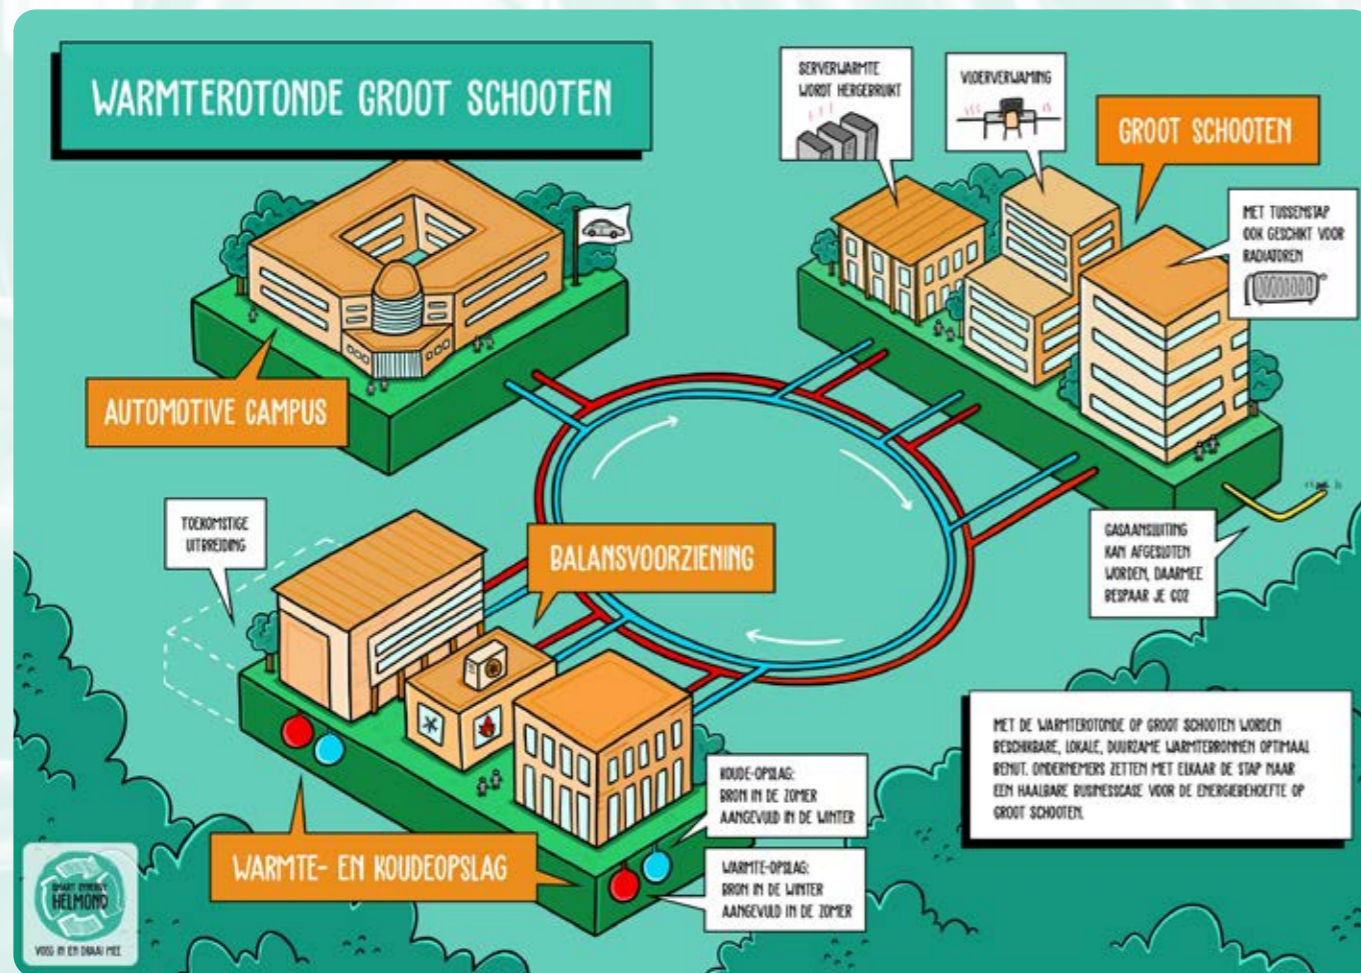 WARMTEROTONDE GROOT SCHOOTEN
SERVERWARMTE
WORDT HERGEBRUIKT
VLOERVERWAMING
GROOT SCHOOTEN
MET TUSSENSTAP
OOK GESCHIKT VOOR
RADIATOREN
AUTOMOTIVE CAMPUS
TOEKOMSTIGE
UITBREIDING
BALANSVOORZIENING
GASAANSLUITING
KAN AFGESLOTEN
WORDEN, DAARMEE
BESPAAR JE CO2
MET DE WARMTEROTONDE OP GROOT SCHOOTEN WORDEN
BESCHIKBARE, LOKALE, DUURZAME WARMTEBRONNEN OPTIMAAL
BENUT. ONDERNEMERS ZETTEN MET ELKAAR DE STAP NAAR
EEN HAALBARE BUSINESSCASE VOOR DE ENERGIEBEHOEFTE OP
GROOT SCHOOTEN.
KOUDE-OPSLAG:
BRON IN DE ZOMER
AANGEVULD IN DE WINTER
WARMTE- EN KOUDEOPSLAG
WARMTE-OPSLAG:
BRON IN DE WINTER
AANGEVULD IN DE ZOMER
SMART SYNERGY
HELMOND
VOEG IN EN DRAAI MEE